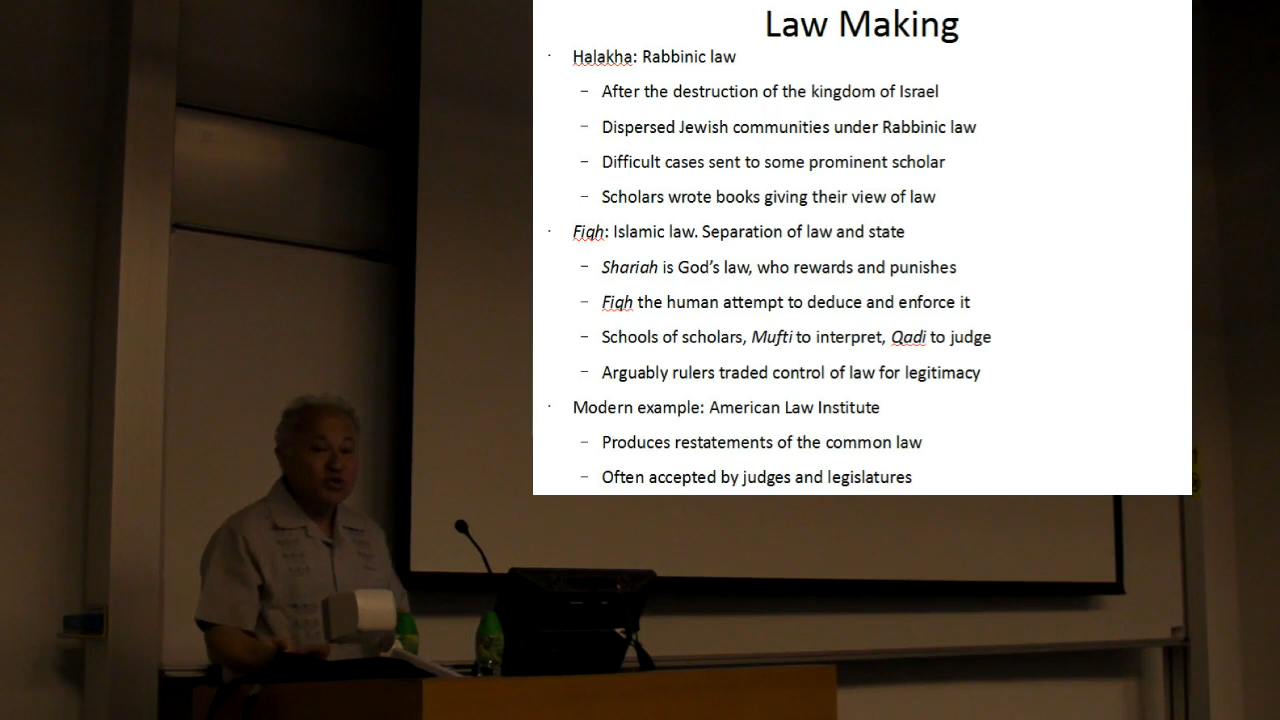 Law Making
· Halakha: Rabbinic law
– After the destruction of the kingdom of Israel
– Dispersed Jewish communities under Rabbinic law
– Difficult cases sent to some prominent scholar
– Scholars wrote books giving their view of law
· Fiqh: Islamic law. Separation of law and state
– Shariah is God’s law, who rewards and punishes
– Fiqh the human attempt to deduce and enforce it
– Schools of scholars, Mufti to interpret, Qadi to judge
– Arguably rulers traded control of law for legitimacy
· Modern example: American Law Institute
– Produces restatements of the common law
– Often accepted by judges and legislatures